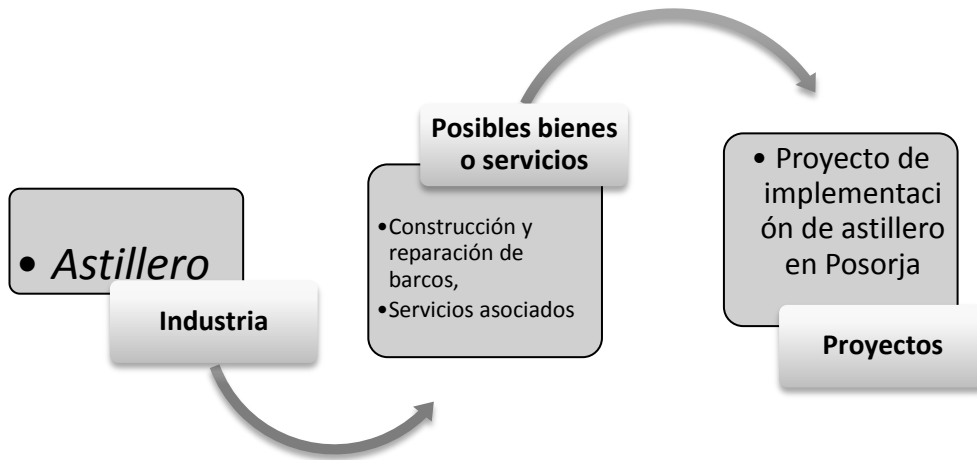 • Astillero
Industria
Posibles bienes
o servicios
•Construcción y
reparación de
barcos,
•Servicios asociados
• Proyecto de
implementaci
ón de astillero
en Posorja
Proyectos